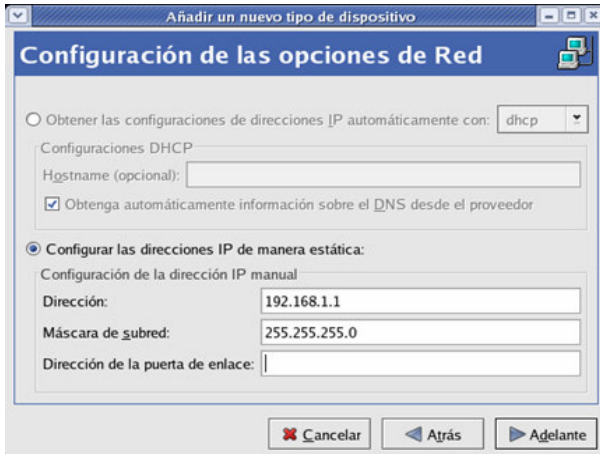 Añadir un nuevo tipo de dispositivo
Configuración de las opciones de Red
Obtener las configuraciones de direcciones IP automáticamente con: dhcp
Configuraciones DHCP
Hostname (opcional):
Obtenga automáticamente información sobre el DNS desde el proveedor
Configurar las direcciones IP de manera estática:
Configuración de la dirección IP manual
Dirección: 192.168.1.1
Máscara de subred: 255.255.255.0
Dirección de la puerta de enlace:
Cancelar Atrás Adelante